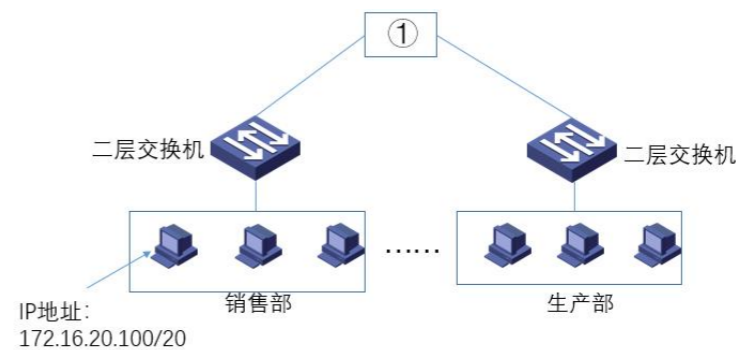 ①
二层交换机
二层交换机
……
销售部
生产部
IP地址：
172.16.20.100/20